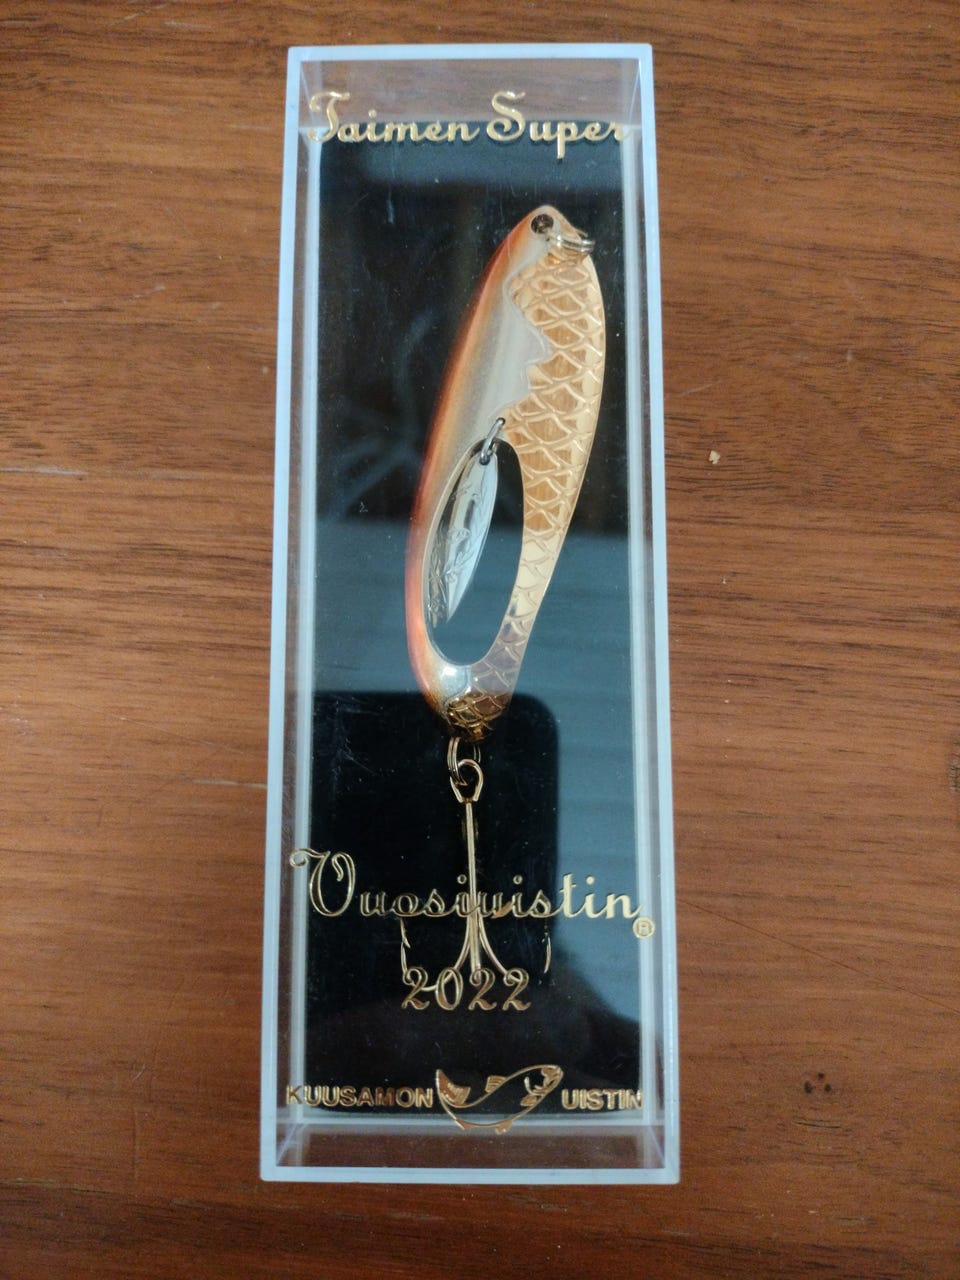 Taimen Super
Vuosiuistin®
2022
KUUSAMON UISTIN